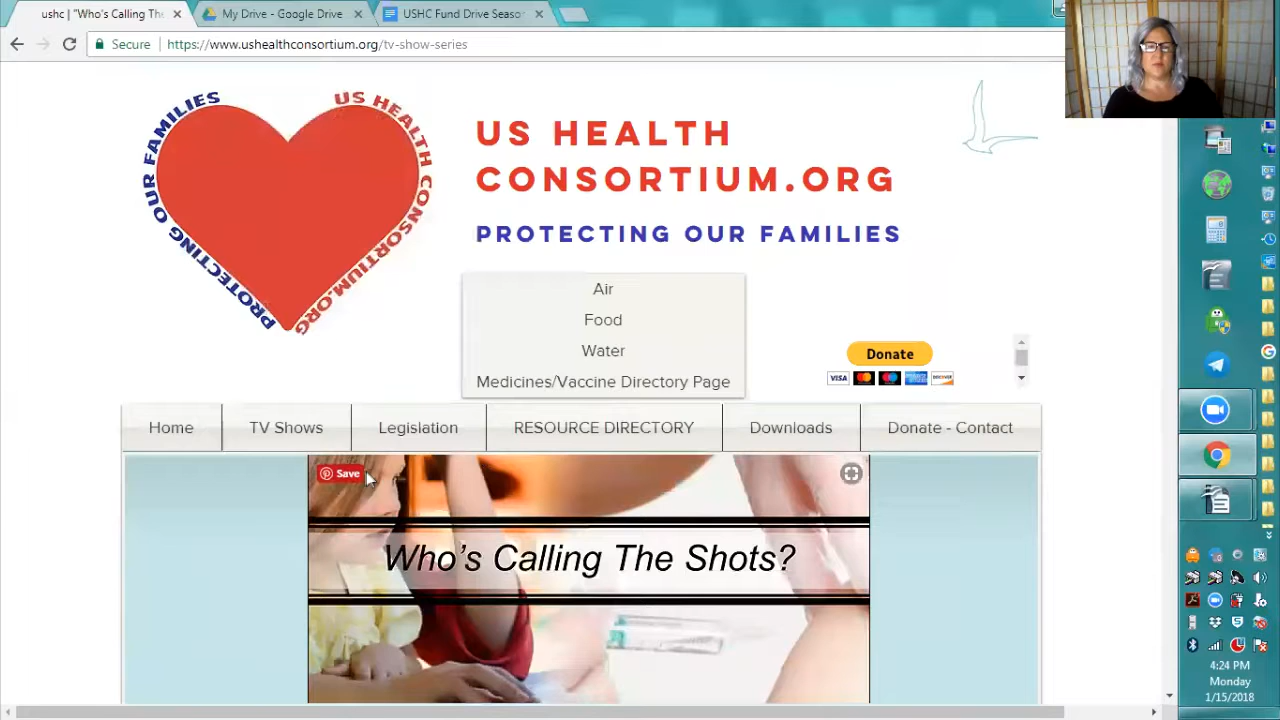 ushc | "Who's Calling The
My Drive - Google Drive
USHC Fund Drive Seaso
Secure
https://www.ushealthconsortium.org/tv-show-series
PROTECTING OUR FAMILIES
US HEALTH CONSORTIUM.ORG
US HEALTH
CONSORTIUM.ORG
PROTECTING OUR FAMILIES
Air
Food
Water
Medicines/Vaccine Directory Page
Donate
VISA
Home
TV Shows
Legislation
RESOURCE DIRECTORY
Downloads
Donate - Contact
Save
Who's Calling The Shots?
4:24 PM
Monday
1/15/2018